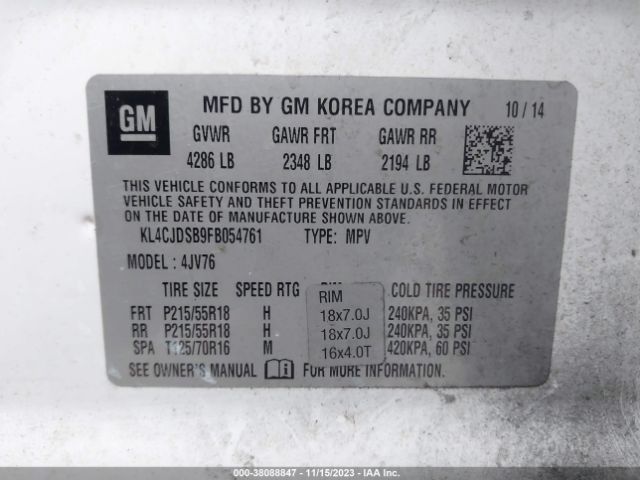 GM MFD BY GM KOREA COMPANY 10 / 14
GVWR GAWR FRT GAWR RR
4286 LB 2348 LB 2194 LB
THIS VEHICLE CONFORMS TO ALL APPLICABLE U.S. FEDERAL MOTOR
VEHICLE SAFETY AND THEFT PREVENTION STANDARDS IN EFFECT
ON THE DATE OF MANUFACTURE SHOWN ABOVE.
KL4CJDSB9FB054761 TYPE: MPV
MODEL : 4JV76
TIRE SIZE SPEED RTG RIM COLD TIRE PRESSURE
FRT P215/55R18 H 18x7.0J 240KPA, 35 PSI
RR P215/55R18 H 18x7.0J 240KPA, 35 PSI
SPA T125/70R16 M 16x4.0T 420KPA, 60 PSI
SEE OWNER'S MANUAL FOR MORE INFORMATION.
000-38088847 - 11/15/2023 - IAA.COM